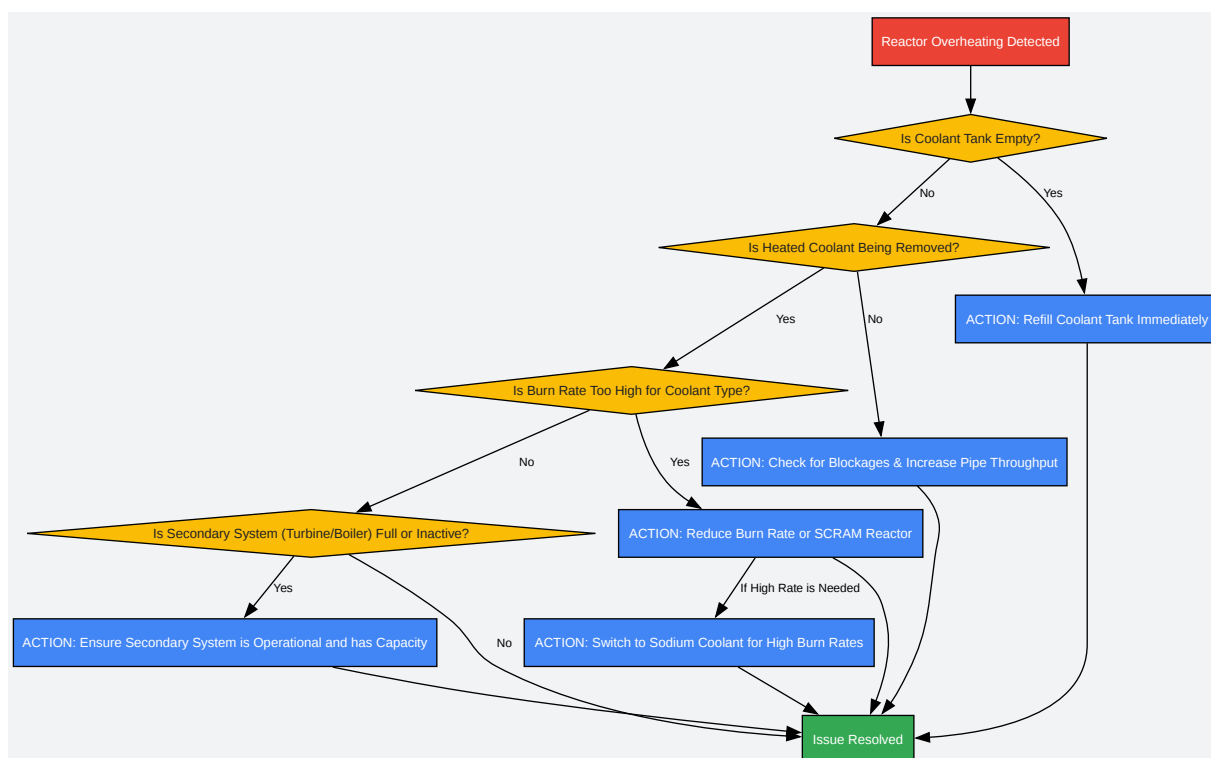 Reactor Overheating Detected
Is Coolant Tank Empty?
No
Yes
Is Heated Coolant Being Removed?
ACTION: Refill Coolant Tank Immediately
Yes
No
Is Burn Rate Too High for Coolant Type?
ACTION: Check for Blockages & Increase Pipe Throughput
No
Yes
Is Secondary System (Turbine/Boiler) Full or Inactive?
ACTION: Reduce Burn Rate or SCRAM Reactor
Yes
If High Rate is Needed
ACTION: Ensure Secondary System is Operational and has Capacity
No
ACTION: Switch to Sodium Coolant for High Burn Rates
Issue Resolved